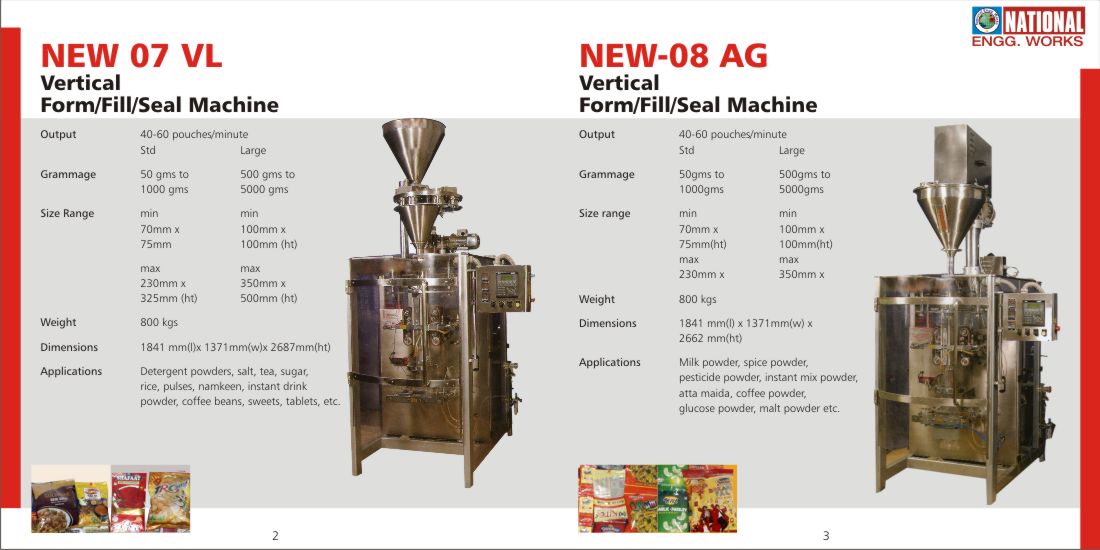 NATIONAL
ENGG. WORKS
NEW 07 VL
Vertical
Form/Fill/Seal Machine
Output 40-60 pouches/minute
Std Large
Grammage 50 gms to 500 gms to
1000 gms 5000 gms
Size Range min min
70mm x 100mm x
75mm 100mm (ht)
max max
230mm x 350mm x
325mm (ht) 500mm (ht)
Weight 800 kgs
Dimensions 1841 mm(l)x 1371mm(w)x 2687mm(ht)
Applications Detergent powders, salt, tea, sugar,
rice, pulses, namkeen, instant drink
powder, coffee beans, sweets, tablets, etc.
SHAFAAT
2
NEW-08 AG
Vertical
Form/Fill/Seal Machine
Output 40-60 pouches/minute
Std Large
Grammage 50gms to 500gms to
1000gms 5000gms
Size range min min
70mm x 100mm x
75mm(ht) 100mm(ht)
max max
230mm x 350mm x
Weight 800 kgs
Dimensions 1841 mm(l) x 1371mm(w) x
2662 mm(ht)
Applications Milk powder, spice powder,
pesticide powder, instant mix powder,
atta maida, coffee powder,
glucose powder, malt powder etc.
3